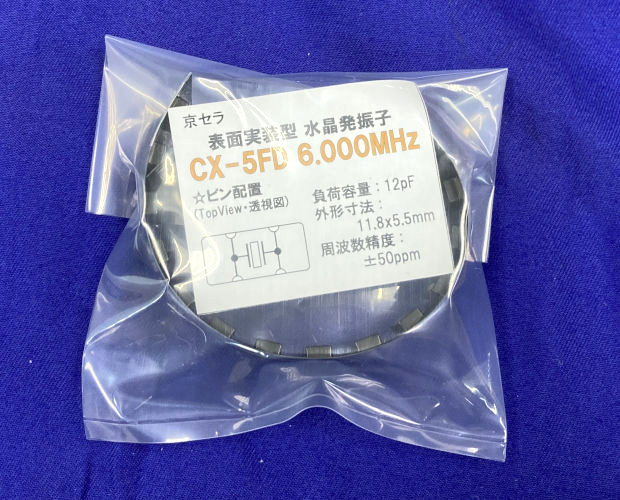 京セラ
表面実装型 水晶発振子
CX-5FD 6.000MHz
☆ピン配置
(TopView・透視図)
負荷容量：12pF
外形寸法：
11.8x5.5mm
周波数精度：
±50ppm